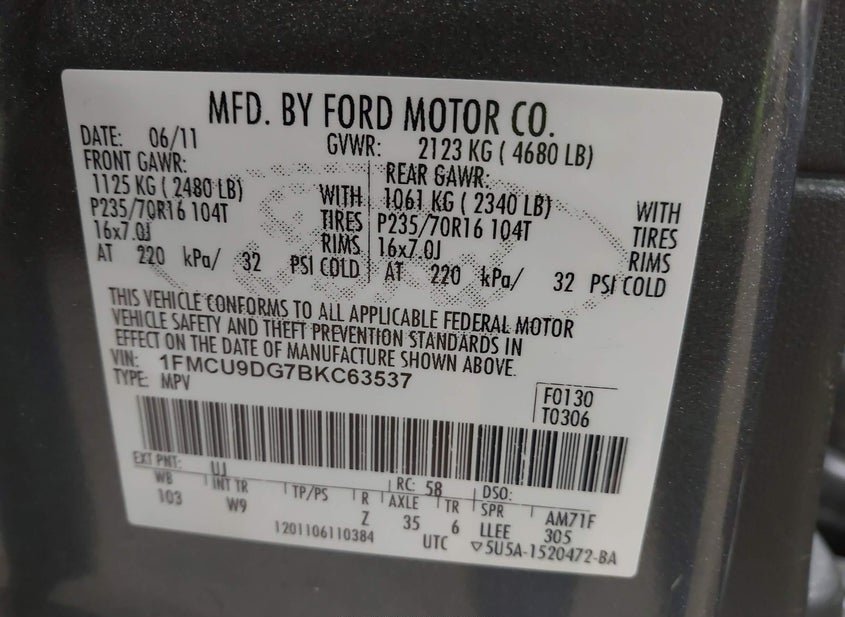 MFD. BY FORD MOTOR CO.
DATE: 06/11 GVWR: 2123 KG ( 4680 LB)
FRONT GAWR: REAR GAWR:
1125 KG ( 2480 LB) WITH 1061 KG ( 2340 LB) WITH
P235/70R16 104T TIRES P235/70R16 104T TIRES
16x7.0J RIMS 16x7.0J RIMS
AT 220 kPa/ 32 PSI COLD AT 220 kPa/ 32 PSI COLD
THIS VEHICLE CONFORMS TO ALL APPLICABLE FEDERAL MOTOR
VEHICLE SAFETY AND THEFT PREVENTION STANDARDS IN
EFFECT ON THE DATE OF MANUFACTURE SHOWN ABOVE.
VIN: 1FMCU9DG7BKC63537
TYPE: MPV
F0130
T0306
EXT PNT: UJ RC: 58 DSO:
WB INT TR TP/PS R AXLE TR SPR AM71F
103 W9 Z 35 6 LLEE 305
1201106110384 UTC ▽5U5A-1520472-BA